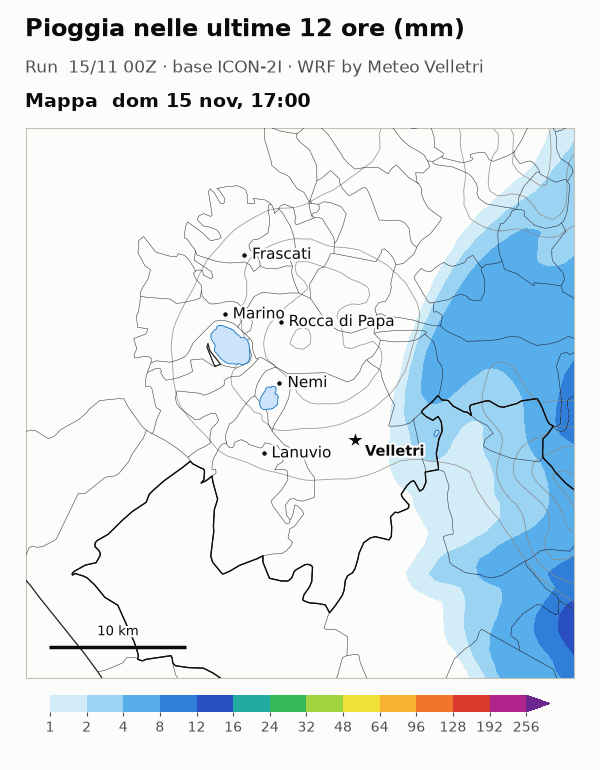 Pioggia nelle ultime 12 ore (mm)
Run 15/11 00Z · base ICON-2I · WRF by Meteo Velletri
Mappa dom 15 nov, 17:00
Frascati
Marino
Rocca di Papa
Nemi
Velletri
Lanuvio
10 km
1 2 4 8 12 16 24 32 48 64 96 128 192 256